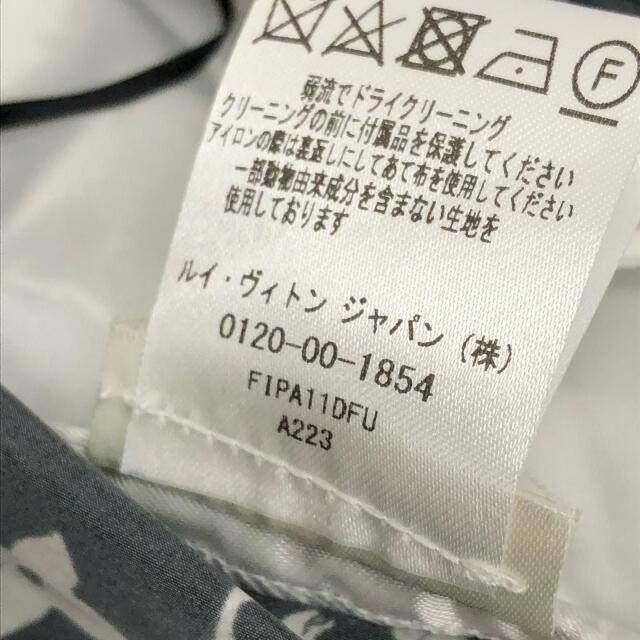 F
弱流でドライクリーニング
クリーニングの前に付属品を保護してください
アイロンの際は裏返しにしてあて布を使用してください
一部動物由来成分を含まない生地を
使用しております
ルイ・ヴィトン ジャパン (株)
0120-00-1854
FIPA11DFU
A223